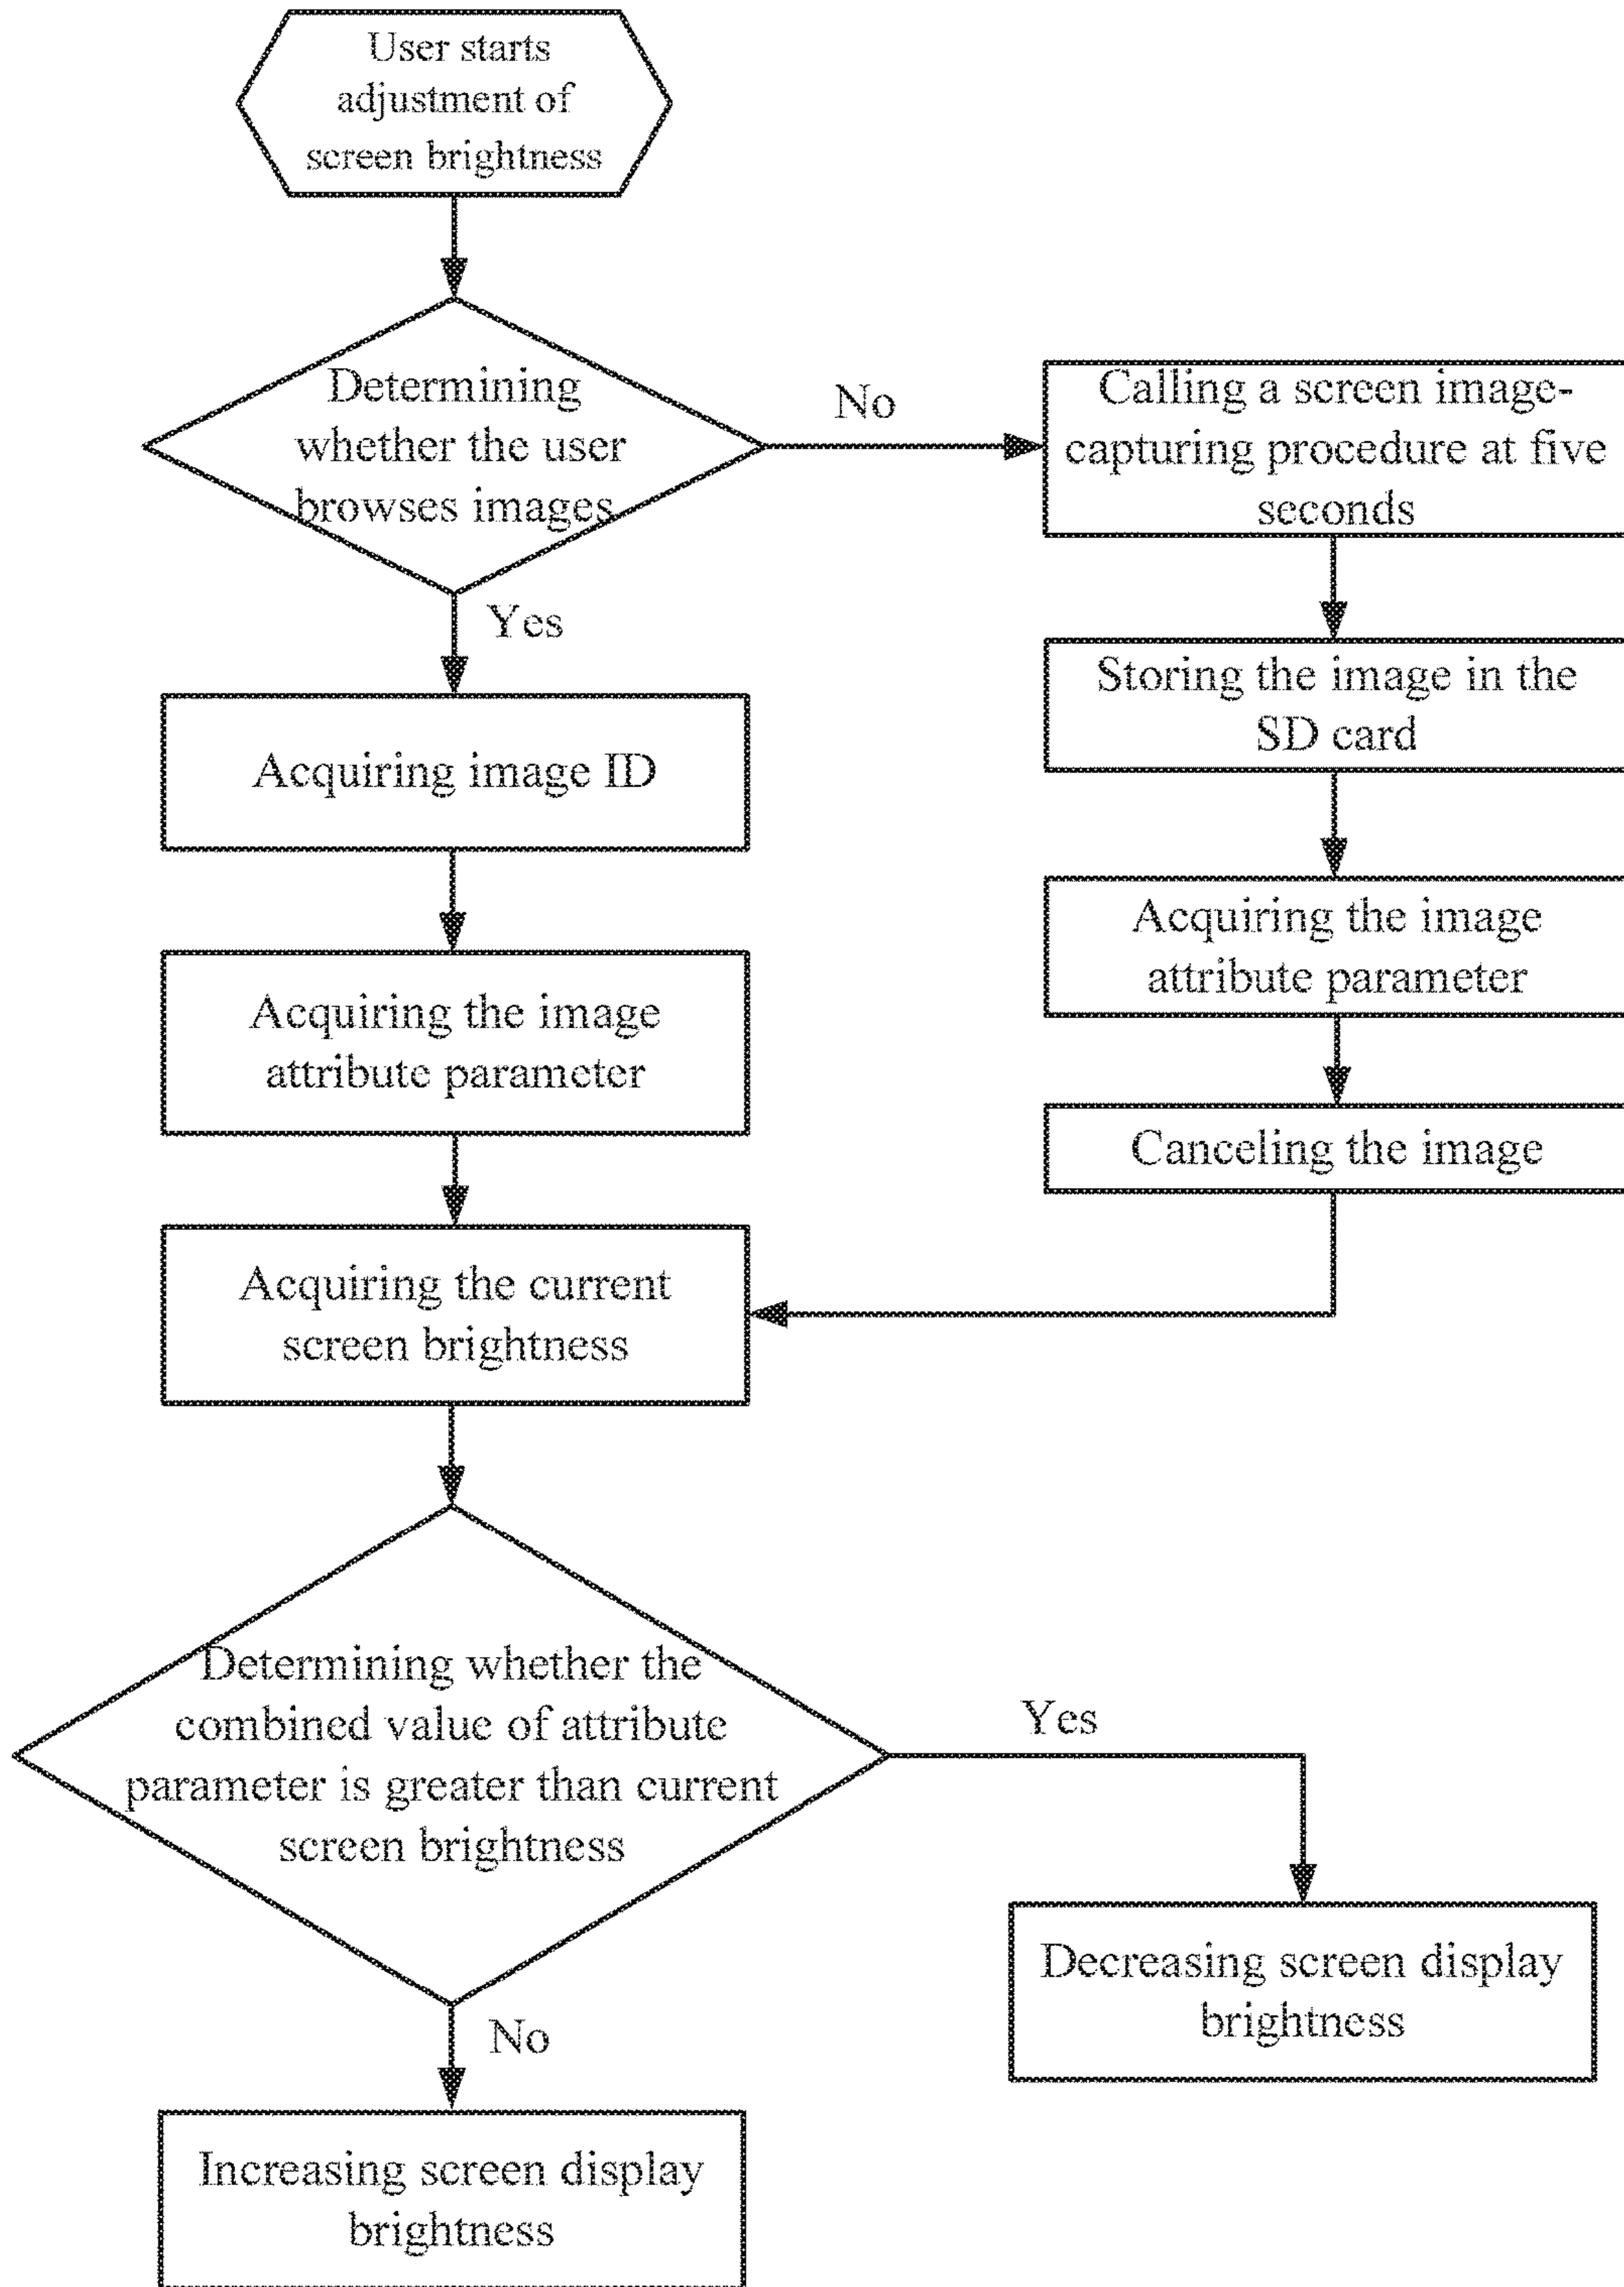 User starts
adjustment of
screen brightness
Determining
whether the user
browses images
No
Calling a screen image-
capturing procedure at five
seconds
Yes
Storing the image in the
SD card
Acquiring image ID
Acquiring the image
attribute parameter
Acquiring the image
attribute parameter
Canceling the image
Acquiring the current
screen brightness
Determining whether the
combined value of attribute
parameter is greater than current
screen brightness
Yes
Decreasing screen display
brightness
No
Increasing screen display
brightness